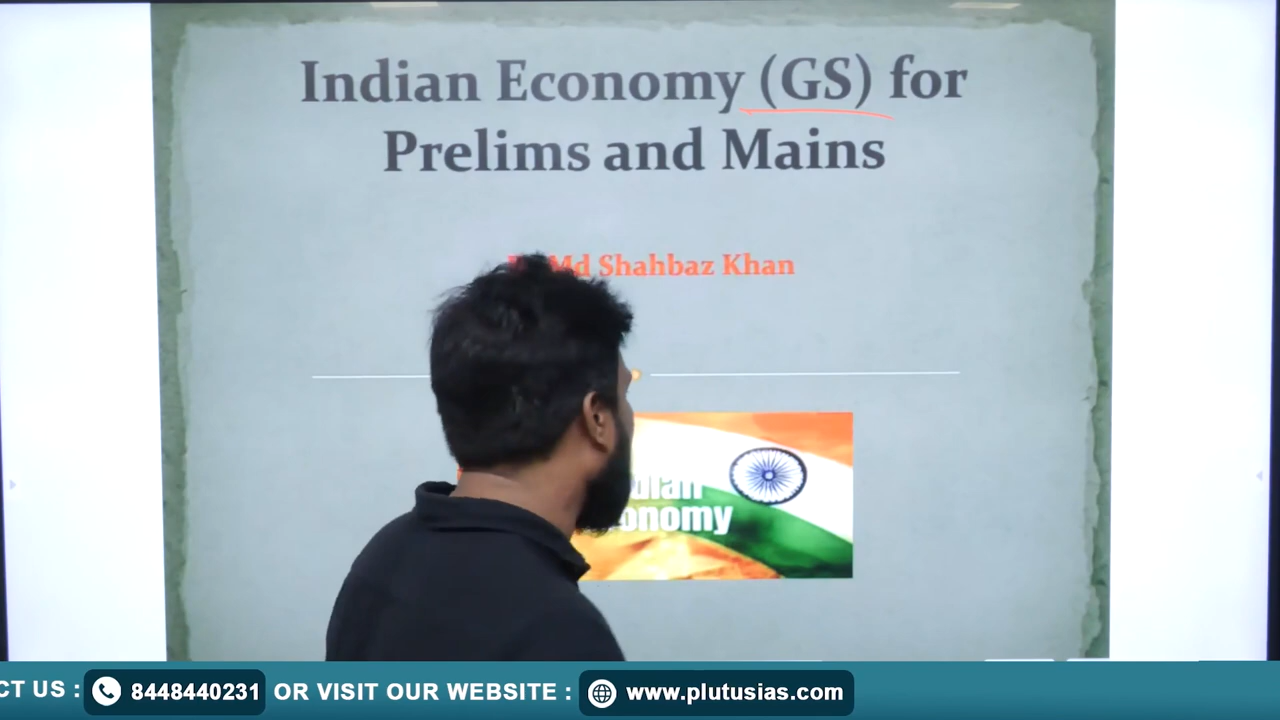 Indian Economy (GS) for
Prelims and Mains
Md Shahbaz Khan
CT US : 8448440231 OR VISIT OUR WEBSITE : www.plutusias.com